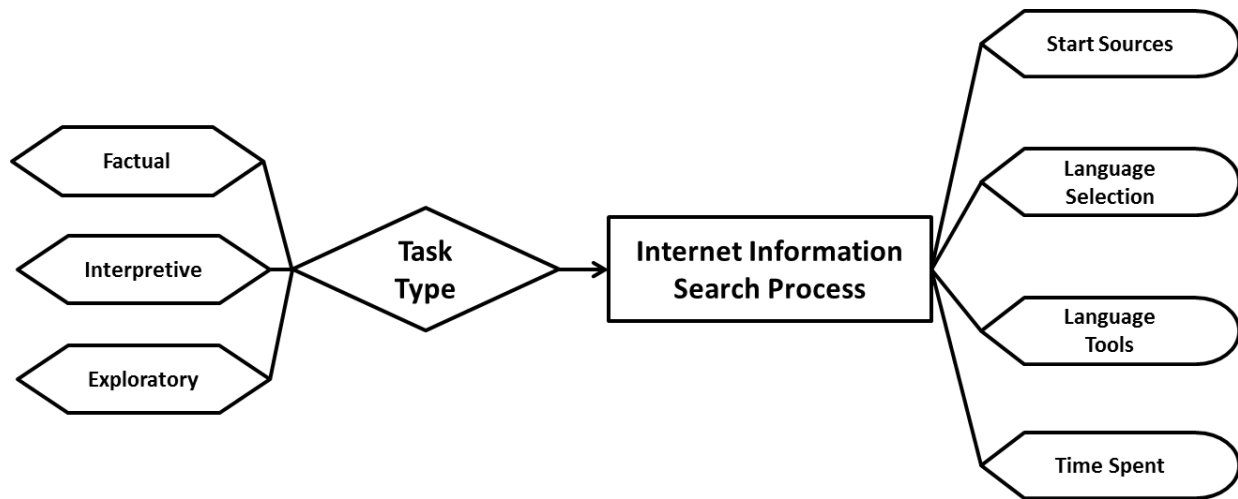 Factual
Interpretive
Exploratory
Task
Type
Internet Information
Search Process
Start Sources
Language
Selection
Language
Tools
Time Spent